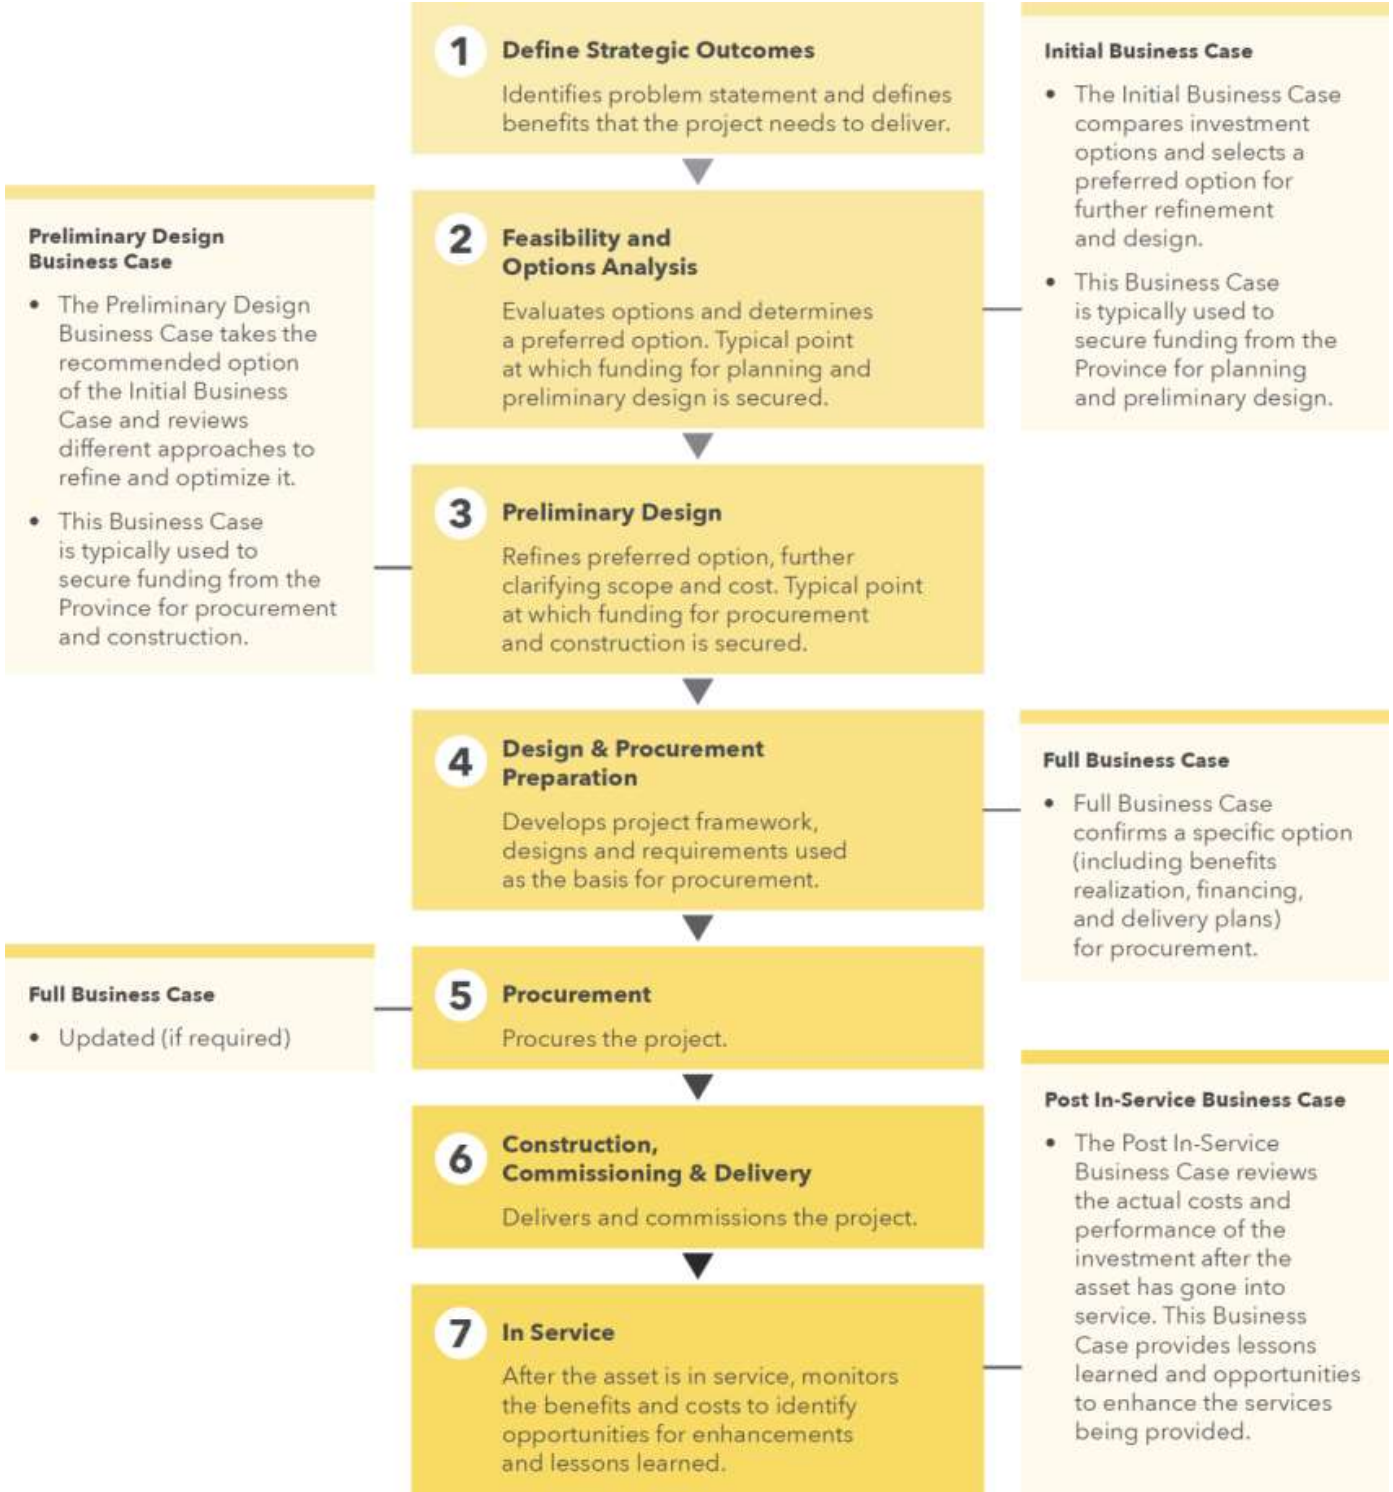 1
Define Strategic Outcomes
Identifies problem statement and defines
benefits that the project needs to deliver.
Initial Business Case
• The Initial Business Case
compares investment
options and selects a
preferred option for
further refinement
and design.
• This Business Case
is typically used to
secure funding from the
Province for planning
and preliminary design.
2
Feasibility and
Options Analysis
Evaluates options and determines
a preferred option. Typical point
at which funding for planning and
preliminary design is secured.
Preliminary Design
Business Case
• The Preliminary Design
Business Case takes the
recommended option
of the Initial Business
Case and reviews
different approaches to
refine and optimize it.
• This Business Case
is typically used to
secure funding from the
Province for procurement
and construction.
3
Preliminary Design
Refines preferred option, further
clarifying scope and cost. Typical point
at which funding for procurement
and construction is secured.
4
Design & Procurement
Preparation
Develops project framework,
designs and requirements used
as the basis for procurement.
Full Business Case
• Full Business Case
confirms a specific option
(including benefits
realization, financing,
and delivery plans)
for procurement.
Full Business Case
• Updated (if required)
5
Procurement
Procures the project.
6
Construction,
Commissioning & Delivery
Delivers and commissions the project.
Post In-Service Business Case
• The Post In-Service
Business Case reviews
the actual costs and
performance of the
investment after the
asset has gone into
service. This Business
Case provides lessons
learned and opportunities
to enhance the services
being provided.
7
In Service
After the asset is in service, monitors
the benefits and costs to identify
opportunities for enhancements
and lessons learned.